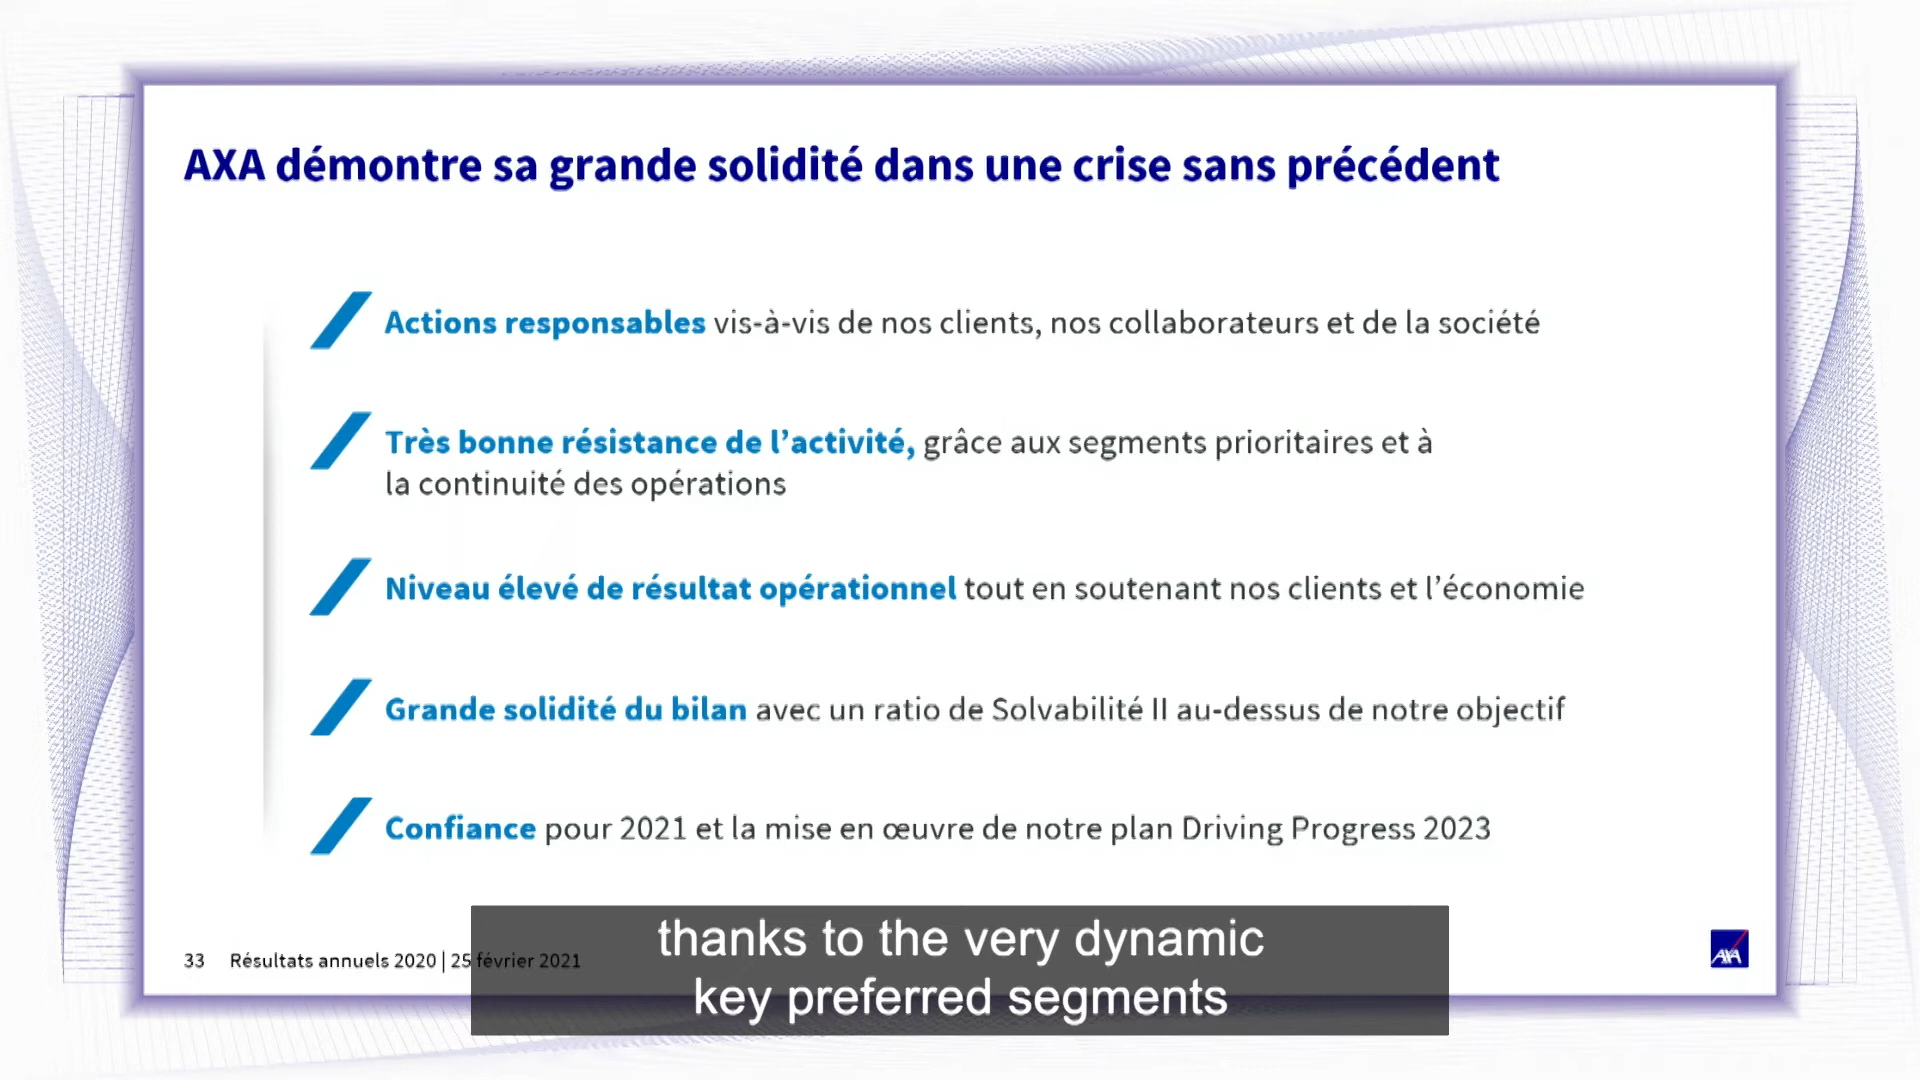 AXA démontre sa grande solidité dans une crise sans précédent
Actions responsables vis-à-vis de nos clients, nos collaborateurs et de la société
Très bonne résistance de l’activité, grâce aux segments prioritaires et à
la continuité des opérations
Niveau élevé de résultat opérationnel tout en soutenant nos clients et l’économie
Grande solidité du bilan avec un ratio de Solvabilité II au-dessus de notre objectif
Confiance pour 2021 et la mise en œuvre de notre plan Driving Progress 2023
33 Résultats annuels 2020 | 25 février 2021
AXA
thanks to the very dynamic
key preferred segments